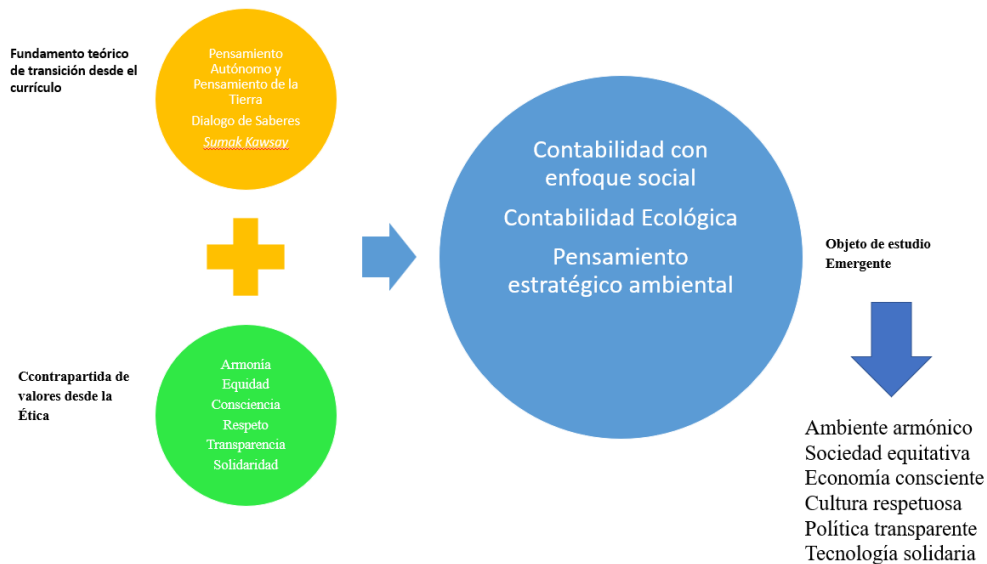 Fundamento teórico
de transición desde el
currículo
Pensamiento
Autónomo y
Pensamiento de la
Tierra
Dialogo de Saberes
Sumak Kawsay
Contabilidad con
enfoque social
Contabilidad Ecológica
Pensamiento
estratégico ambiental
Objeto de estudio
Emergente
Ccontrapartida de
valores desde la
Ética
Armonía
Equidad
Consciencia
Respeto
Transparencia
Solidaridad
Ambiente armónico
Sociedad equitativa
Economía consciente
Cultura respetuosa
Política transparente
Tecnología solidaria